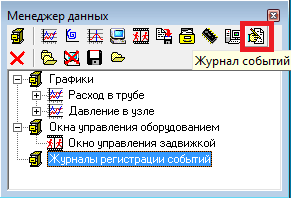 Менеджер данных
Журнал событий
Графики
Расход в трубе
Давление в узле
Окна управления оборудованием
Окно управления задвижкой
Журналы регистрации событий